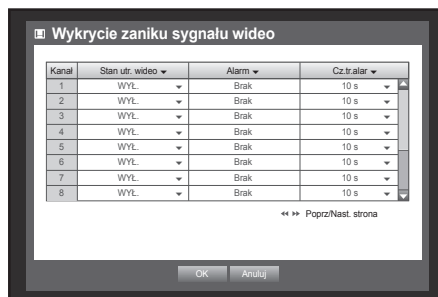 Wykrycie zaniku sygnału wideo
Kanał Stan utr. wideo Alarm Cz.tr.alar
1 WYŁ. Brak 10 s
2 WYŁ. Brak 10 s
3 WYŁ. Brak 10 s
4 WYŁ. Brak 10 s
5 WYŁ. Brak 10 s
6 WYŁ. Brak 10 s
7 WYŁ. Brak 10 s
8 WYŁ. Brak 10 s
Poprz/Nast. strona
OK Anuluj